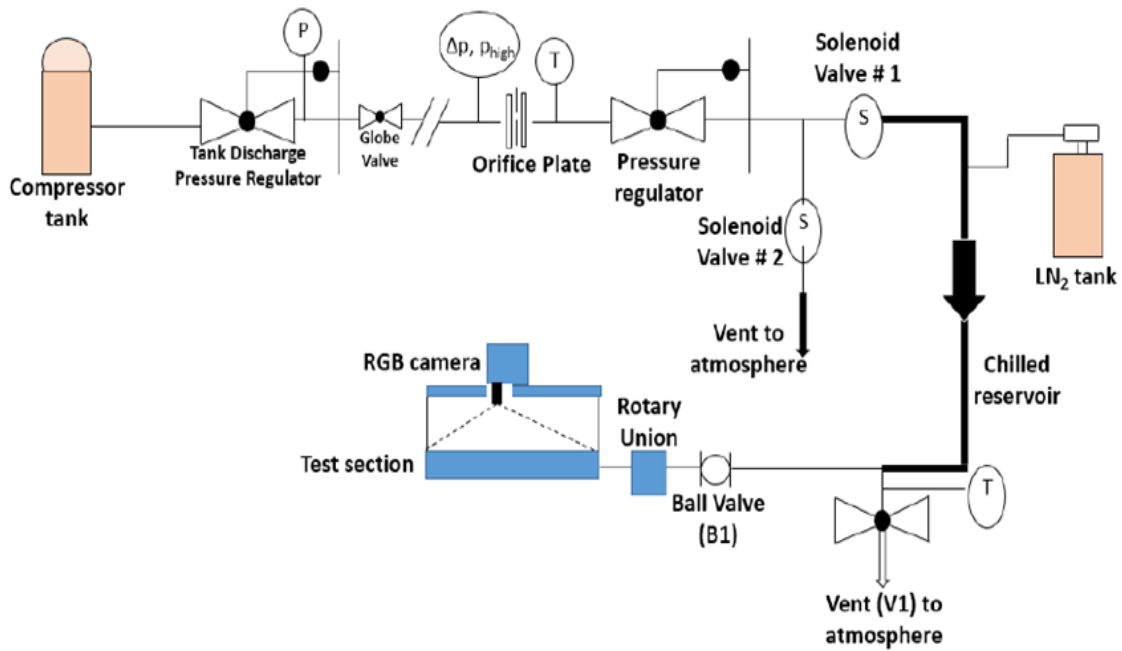 P
Δp, p_high
T
Solenoid
Valve # 1
S
Globe
Valve
Tank Discharge
Pressure Regulator
Orifice Plate
Pressure
regulator
Compressor
tank
S
Solenoid
Valve # 2
LN₂ tank
Vent to
atmosphere
RGB camera
Chilled
reservoir
Rotary
Union
Test section
Ball Valve
(B1)
T
Vent (V1) to
atmosphere